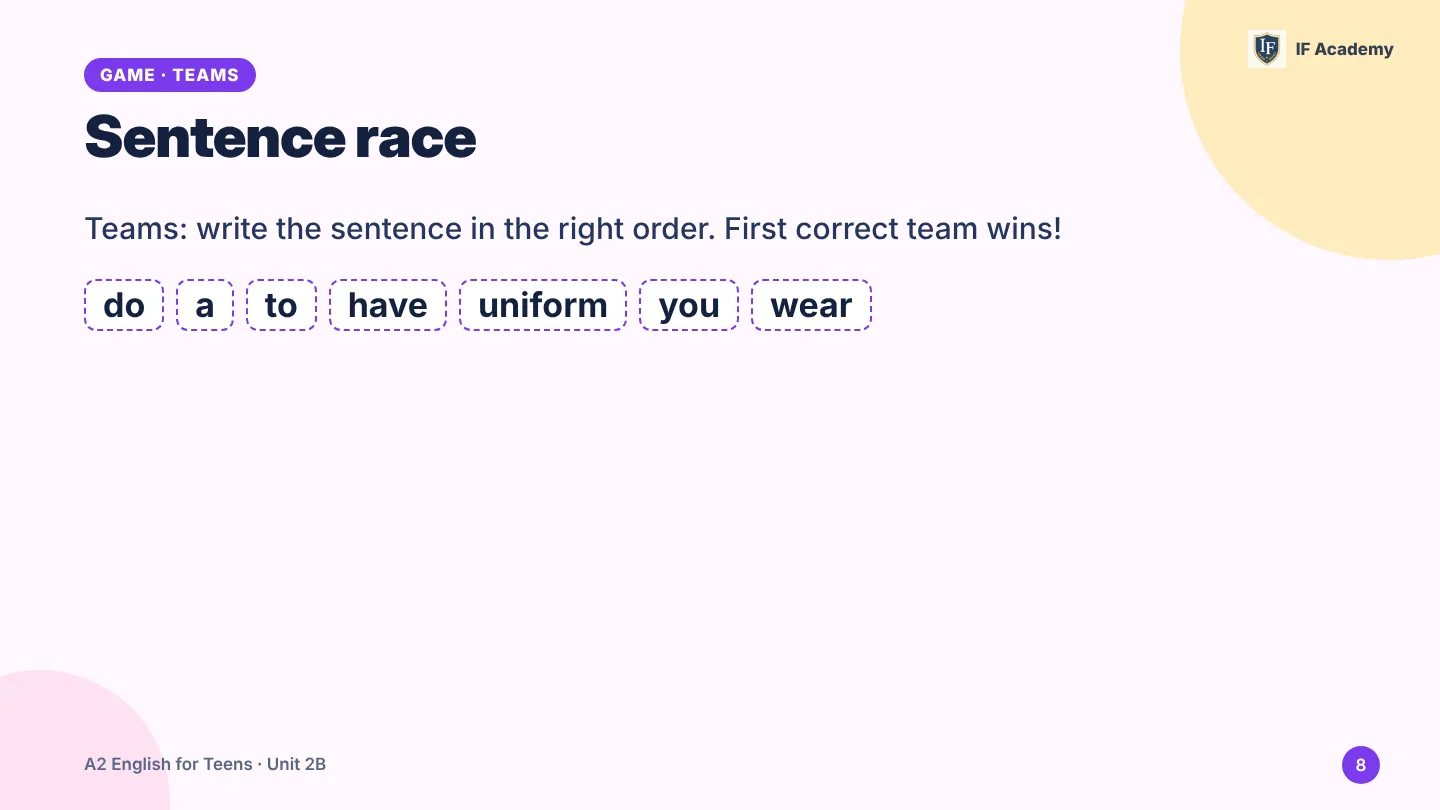 IF
IF Academy
GAME · TEAMS
Sentence race
Teams: write the sentence in the right order. First correct team wins!
do a to have uniform you wear
A2 English for Teens · Unit 2B
8